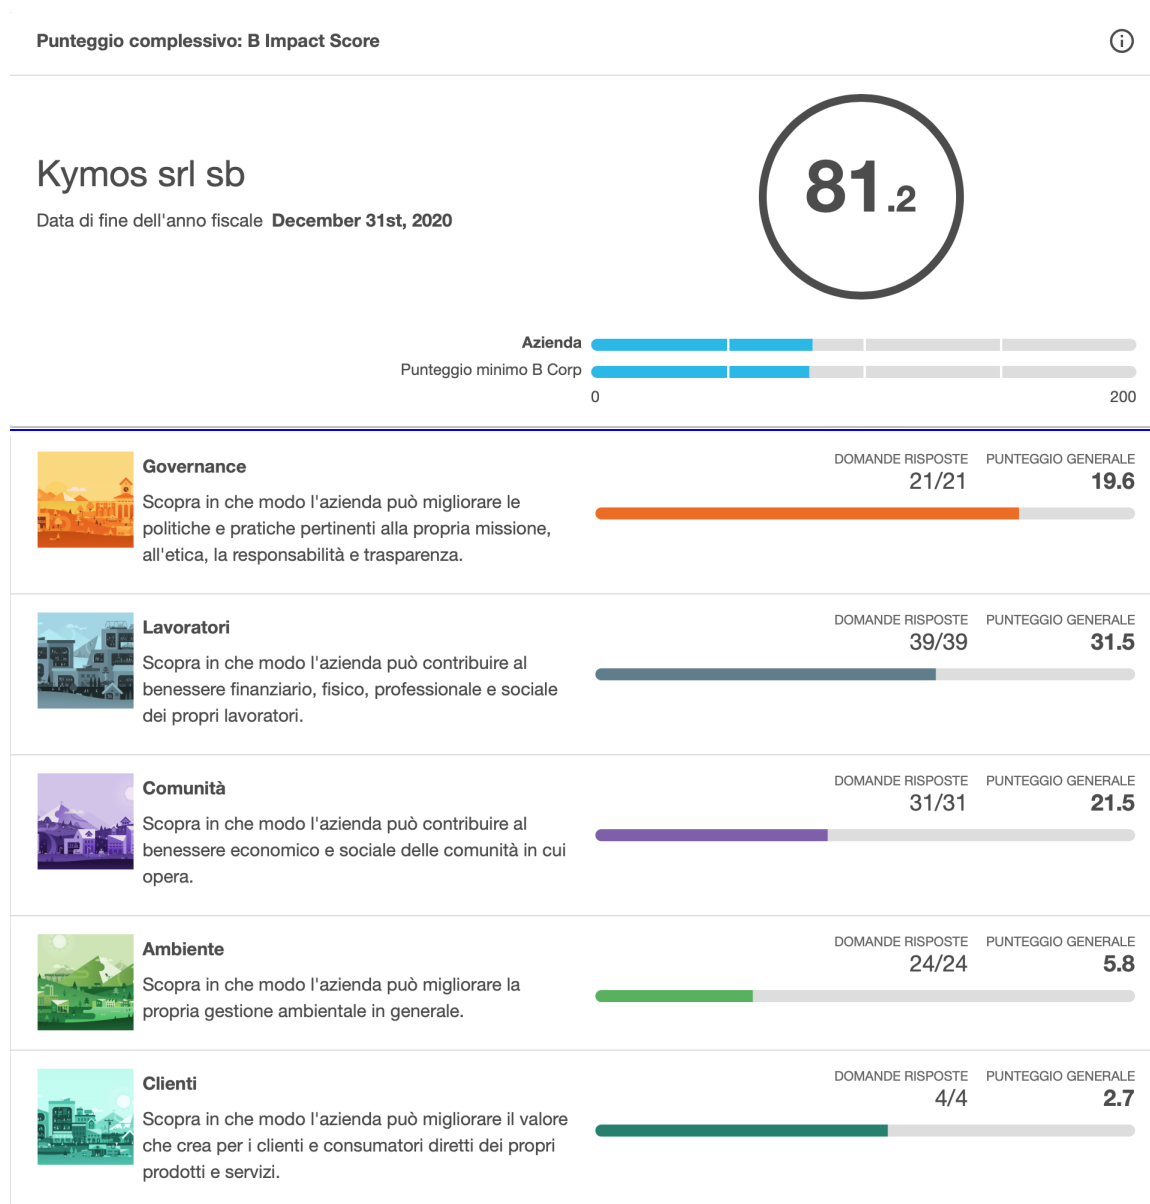 Punteggio complessivo: B Impact Score
Kymos srl sb
Data di fine dell'anno fiscale December 31st, 2020
81.2
Azienda
Punteggio minimo B Corp
0 200
Governance
Scopra in che modo l'azienda può migliorare le
politiche e pratiche pertinenti alla propria missione,
all'etica, la responsabilità e trasparenza.
DOMANDE RISPOSTE PUNTEGGIO GENERALE
21/21 19.6
Lavoratori
Scopra in che modo l'azienda può contribuire al
benessere finanziario, fisico, professionale e sociale
dei propri lavoratori.
DOMANDE RISPOSTE PUNTEGGIO GENERALE
39/39 31.5
Comunità
Scopra in che modo l'azienda può contribuire al
benessere economico e sociale delle comunità in cui
opera.
DOMANDE RISPOSTE PUNTEGGIO GENERALE
31/31 21.5
Ambiente
Scopra in che modo l'azienda può migliorare la
propria gestione ambientale in generale.
DOMANDE RISPOSTE PUNTEGGIO GENERALE
24/24 5.8
Clienti
Scopra in che modo l'azienda può migliorare il valore
che crea per i clienti e consumatori diretti dei propri
prodotti e servizi.
DOMANDE RISPOSTE PUNTEGGIO GENERALE
4/4 2.7